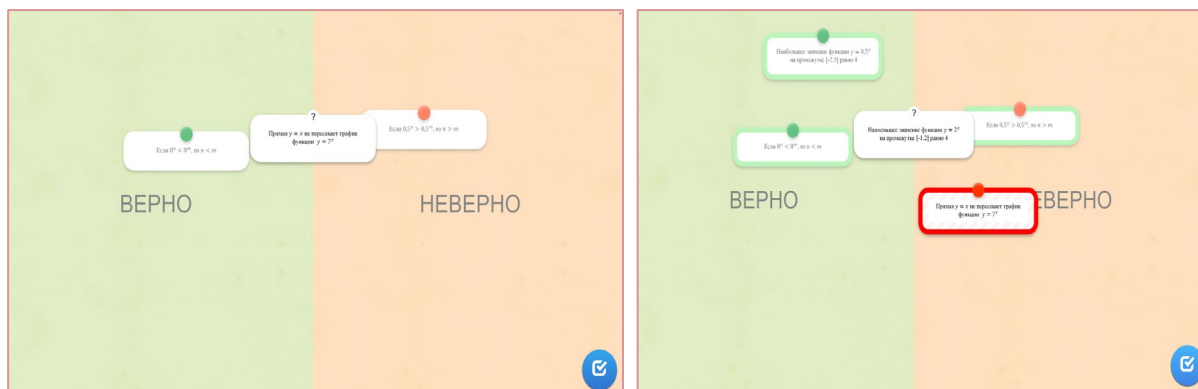 ?
Прямая y = x не пересекает график
функции y = 7ˣ
Если 0,5ⁿ > 0,5ᵐ, то n > m
Если 8ⁿ < 8ᵐ, то n < m
ВЕРНО
НЕВЕРНО
Наибольшее значение функции y = 0,5ˣ
на промежутке [-2;3] равно 4
?
Наименьшее значение функции y = 2ˣ
на промежутке [-1;2] равно 4
Если 0,5ⁿ > 0,5ᵐ, то n > m
Если 8ⁿ < 8ᵐ, то n < m
ВЕРНО
Прямая y = x не пересекает график
функции y = 7ˣ
ЕВЕРНО